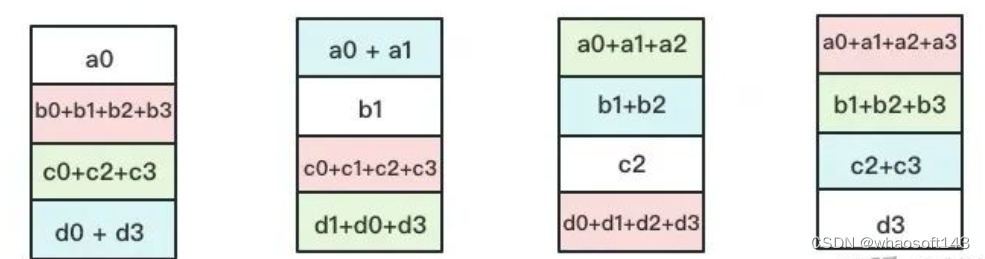 a0
b0+b1+b2+b3
c0+c2+c3
d0 + d3
a0 + a1
b1
c0+c1+c2+c3
d1+d0+d3
a0+a1+a2
b1+b2
c2
d0+d1+d2+d3
a0+a1+a2+a3
b1+b2+b3
c2+c3
d3
CSDN @whaosoft143